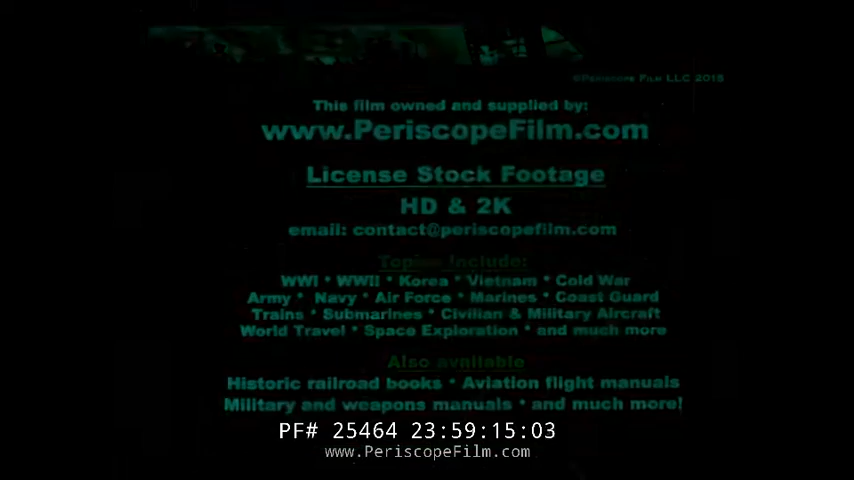 ©Periscope Film LLC 2018
This film owned and supplied by:
www.PeriscopeFilm.com
License Stock Footage
HD & 2K
email: contact@periscopefilm.com
Topics Include:
WWI * WWII * Korea * Vietnam * Cold War
Army * Navy * Air Force * Marines * Coast Guard
Trains * Submarines * Civilian & Military Aircraft
World Travel * Space Exploration * and much more
Also available
Historic railroad books * Aviation flight manuals
Military and weapons manuals * and much more!
PF# 25464 23:59:15:03
www.PeriscopeFilm.com